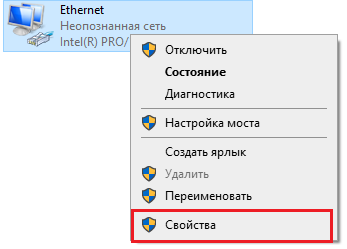 Ethernet
Неопознанная сеть
Intel(R) PRO/
Отключить
Состояние
Диагностика
Настройка моста
Создать ярлык
Удалить
Переименовать
Свойства